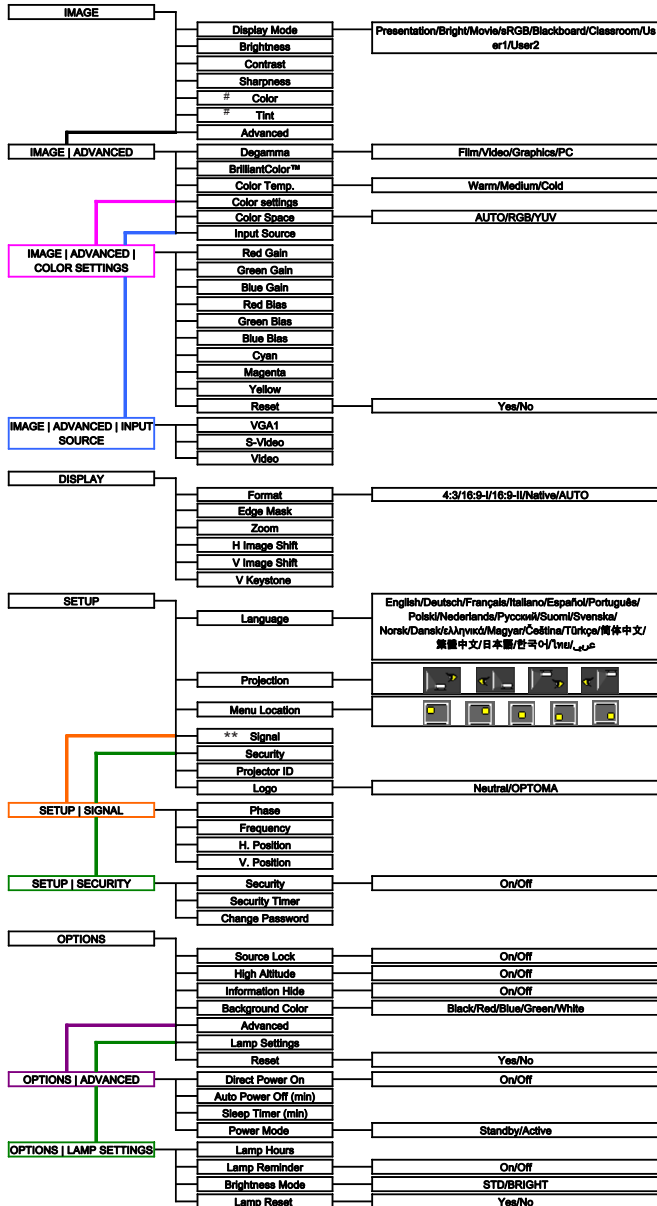 IMAGE
Display Mode
Presentation/Bright/Movie/sRGB/Blackboard/Classroom/Us
er1/User2
Brightness
Contrast
Sharpness
# Color
# Tint
Advanced
IMAGE | ADVANCED
Degamma
Film/Video/Graphics/PC
BrilliantColor™
Color Temp.
Warm/Medium/Cold
Color settings
Color Space
AUTO/RGB/YUV
Input Source
IMAGE | ADVANCED |
COLOR SETTINGS
Red Gain
Green Gain
Blue Gain
Red Bias
Green Bias
Blue Bias
Cyan
Magenta
Yellow
Reset
Yes/No
IMAGE | ADVANCED | INPUT
SOURCE
VGA1
S-Video
Video
DISPLAY
Format
4:3/16:9-I/16:9-II/Native/AUTO
Edge Mask
Zoom
H Image Shift
V Image Shift
V Keystone
SETUP
Language
English/Deutsch/Français/Italiano/Español/Português/
Polski/Nederlands/Русский/Suomi/Svenska/
Norsk/Dansk/ελληνικά/Magyar/Čeština/Türkçe/简体中文/
繁體中文/日本語/한국어/ไทย/عربي
Projection
Menu Location
** Signal
Security
Projector ID
Logo
Neutral/OPTOMA
SETUP | SIGNAL
Phase
Frequency
H. Position
V. Position
SETUP | SECURITY
Security
On/Off
Security Timer
Change Password
OPTIONS
Source Lock
On/Off
High Altitude
On/Off
Information Hide
On/Off
Background Color
Black/Red/Blue/Green/White
Advanced
Lamp Settings
Reset
Yes/No
OPTIONS | ADVANCED
Direct Power On
On/Off
Auto Power Off (min)
Sleep Timer (min)
Power Mode
Standby/Active
OPTIONS | LAMP SETTINGS
Lamp Hours
Lamp Reminder
On/Off
Brightness Mode
STD/BRIGHT
Lamp Reset
Yes/No